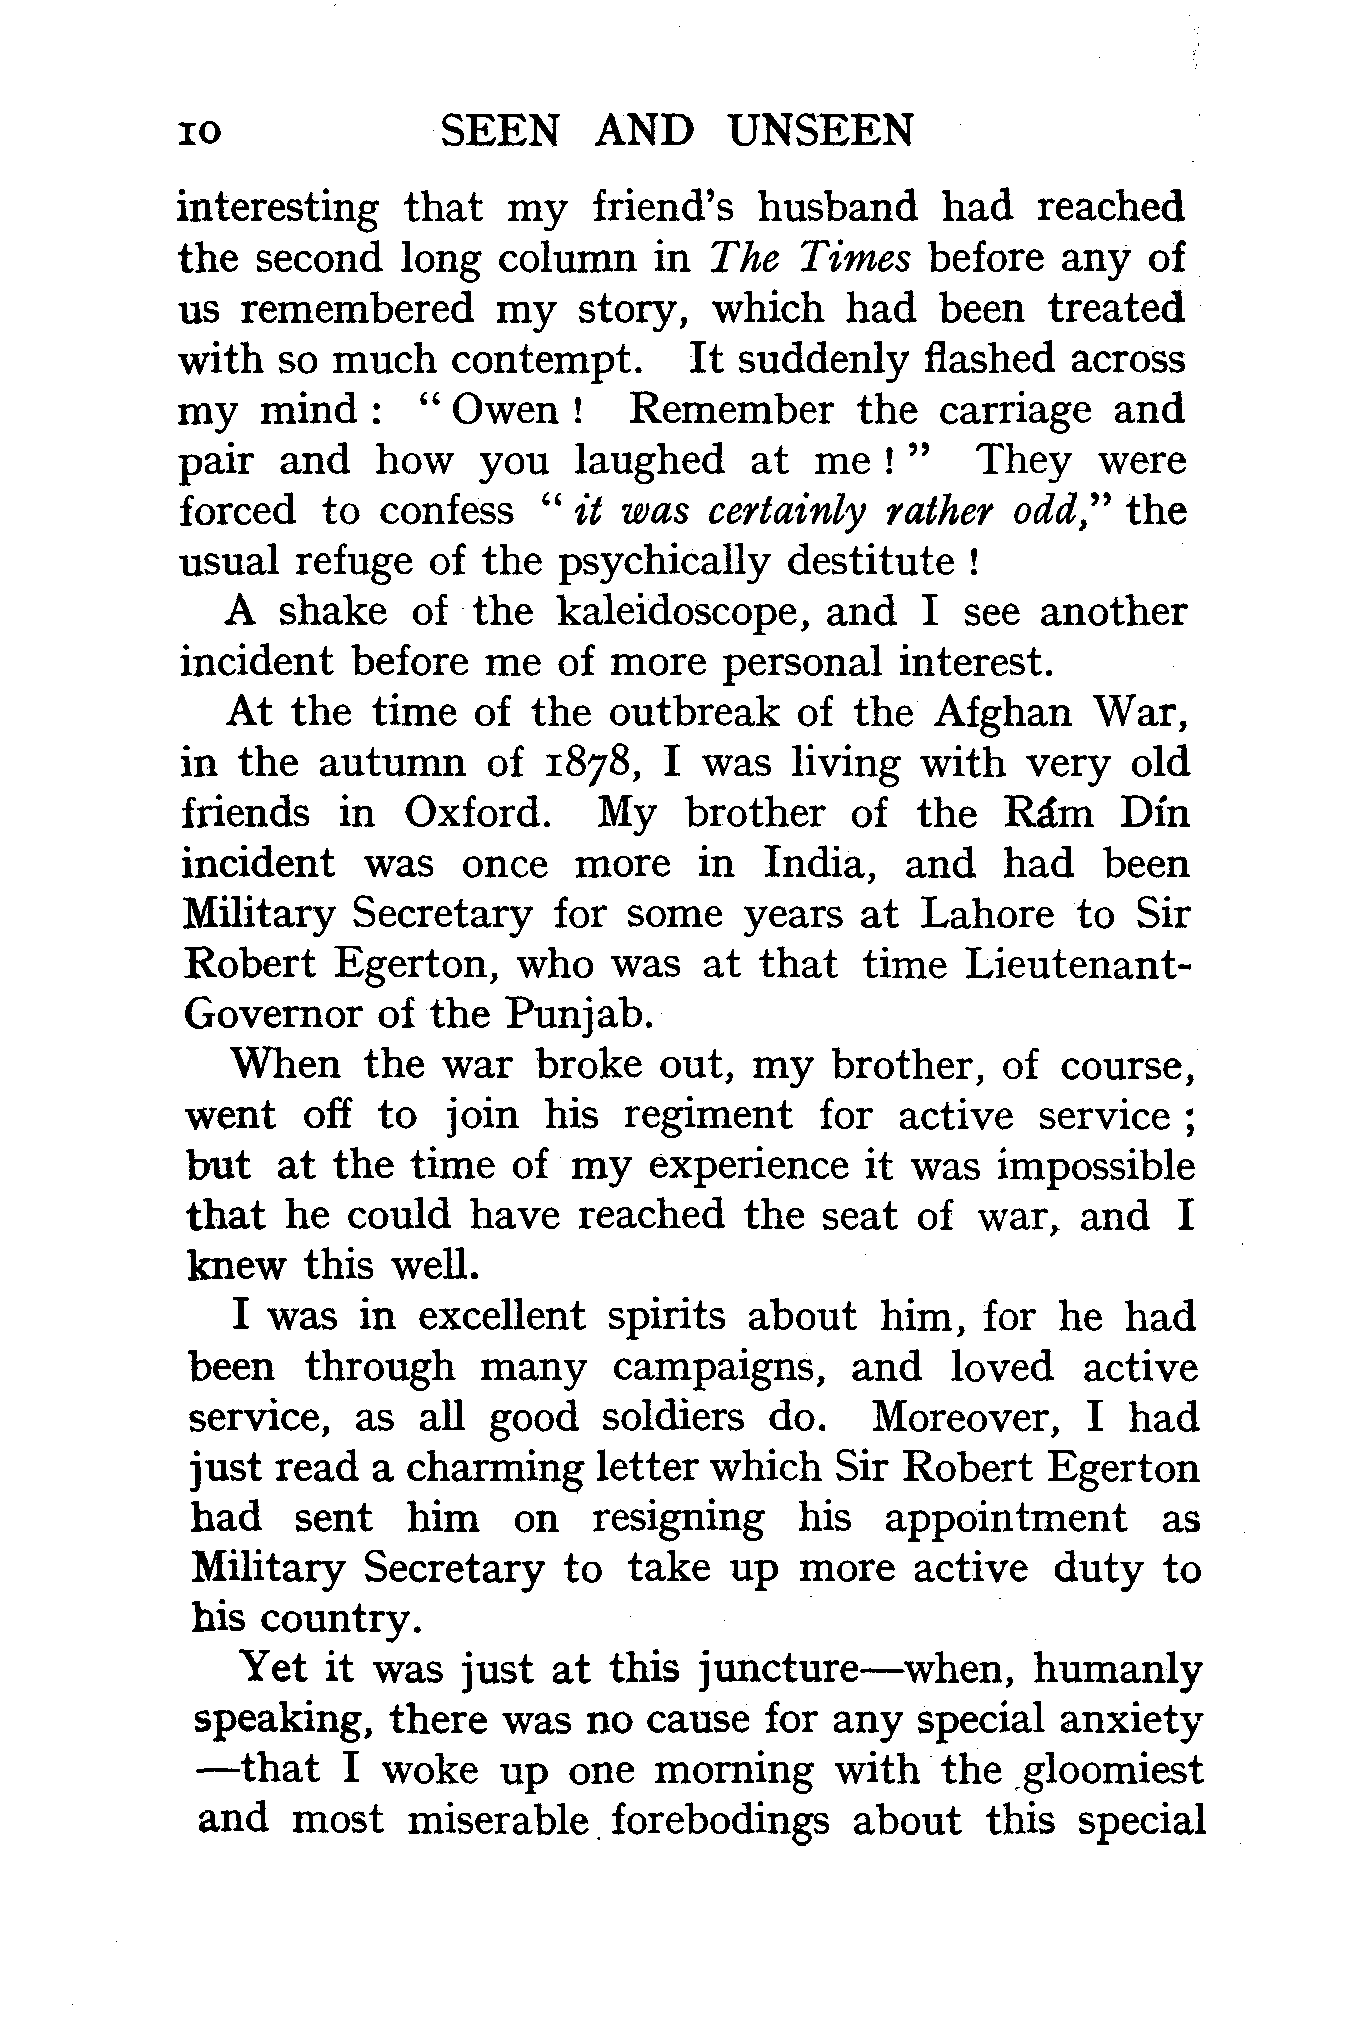 10 SEEN AND UNSEEN
interesting that my friend's husband had reached
the second long column in The Times before any of
us remembered my story, which had been treated
with so much contempt. It suddenly flashed across
my mind : “ Owen ! Remember the carriage and
pair and how you laughed at me ! ” They were
forced to confess “ it was certainly rather odd,” the
usual refuge of the psychically destitute !
A shake of the kaleidoscope, and I see another
incident before me of more personal interest.
At the time of the outbreak of the Afghan War,
in the autumn of 1878, I was living with very old
friends in Oxford. My brother of the Rám Dín
incident was once more in India, and had been
Military Secretary for some years at Lahore to Sir
Robert Egerton, who was at that time Lieutenant-
Governor of the Punjab.
When the war broke out, my brother, of course,
went off to join his regiment for active service ;
but at the time of my experience it was impossible
that he could have reached the seat of war, and I
knew this well.
I was in excellent spirits about him, for he had
been through many campaigns, and loved active
service, as all good soldiers do. Moreover, I had
just read a charming letter which Sir Robert Egerton
had sent him on resigning his appointment as
Military Secretary to take up more active duty to
his country.
Yet it was just at this juncture—when, humanly
speaking, there was no cause for any special anxiety
—that I woke up one morning with the gloomiest
and most miserable forebodings about this special